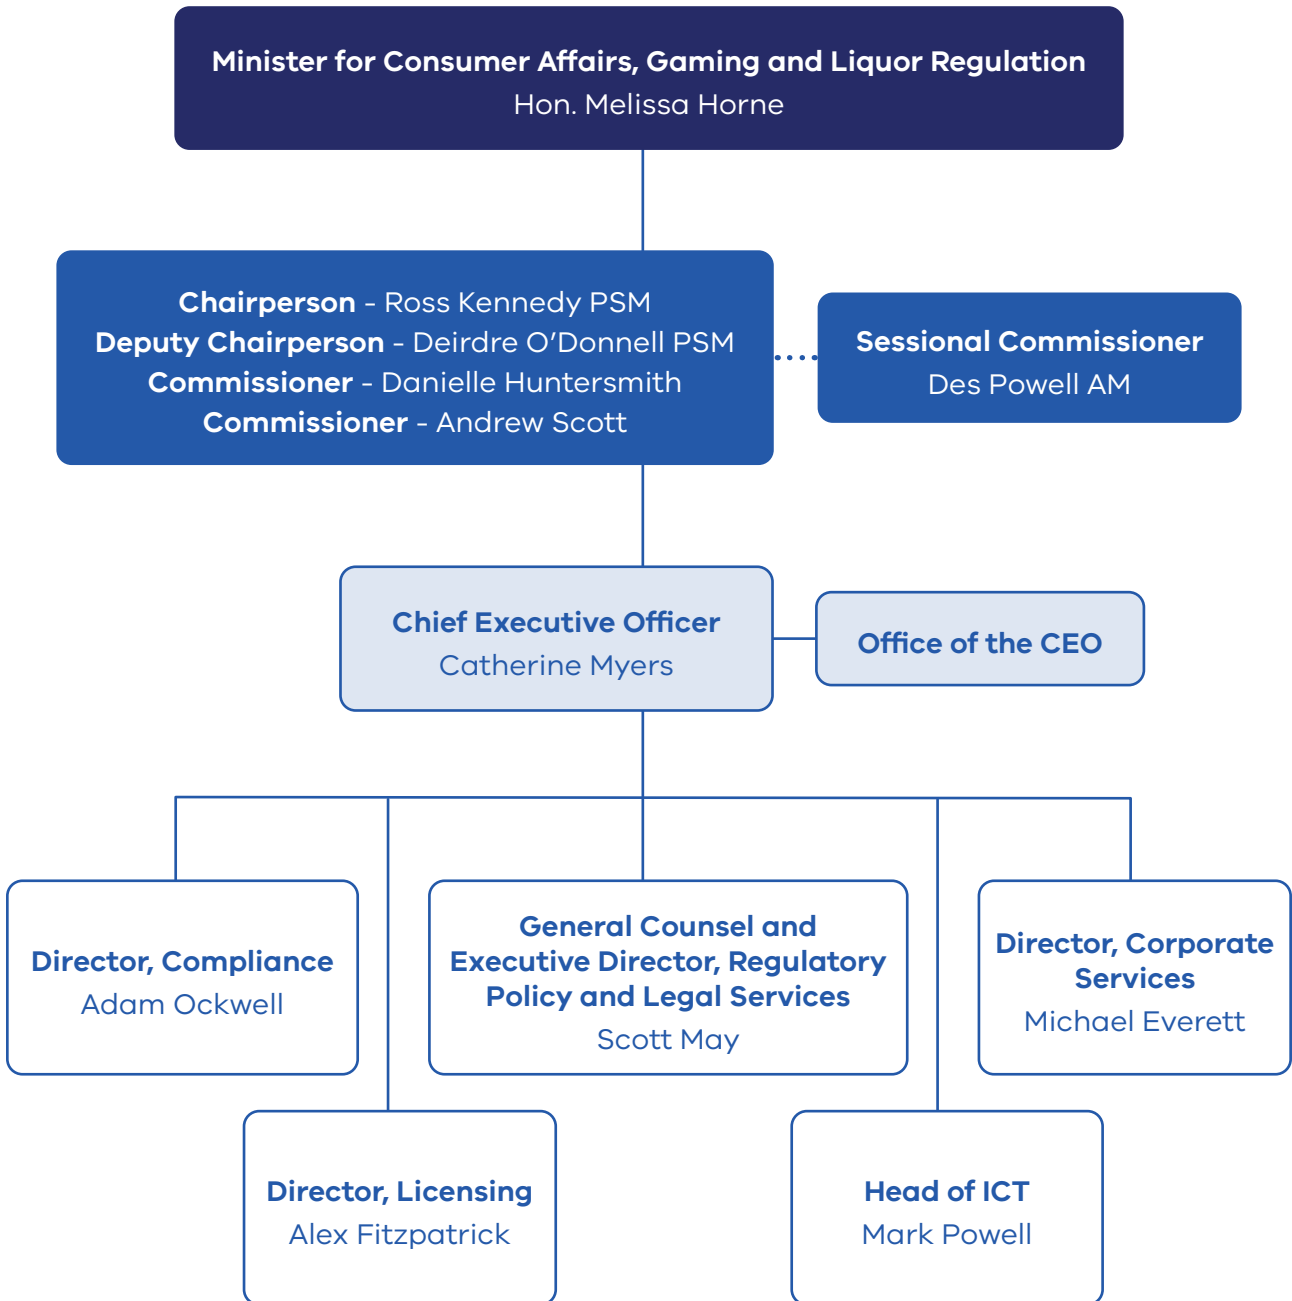 Minister for Consumer Affairs, Gaming and Liquor Regulation
Hon. Melissa Horne
Chairperson - Ross Kennedy PSM
Deputy Chairperson - Deirdre O’Donnell PSM
Commissioner - Danielle Huntersmith
Commissioner - Andrew Scott
Sessional Commissioner
Des Powell AM
Chief Executive Officer
Catherine Myers
Office of the CEO
Director, Compliance
Adam Ockwell
General Counsel and
Executive Director, Regulatory
Policy and Legal Services
Scott May
Director, Corporate
Services
Michael Everett
Director, Licensing
Alex Fitzpatrick
Head of ICT
Mark Powell